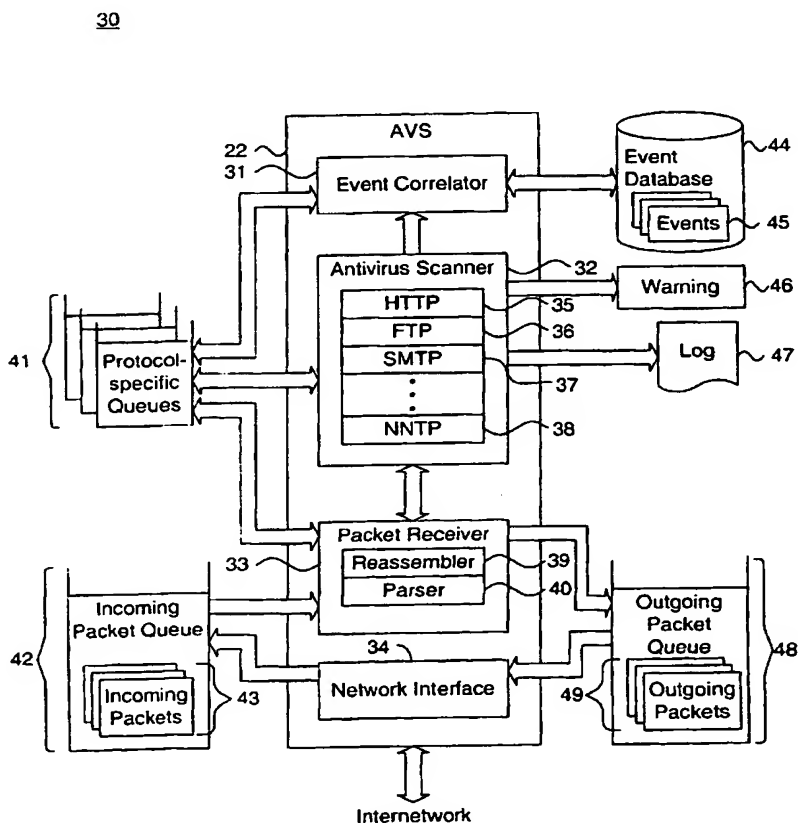 30
AVS
22
31
Event Correlator
Event
Database
Events
44
45
Antivirus Scanner
32
HTTP
35
FTP
36
SMTP
37
NNTP
38
Warning
46
Log
47
41
Protocol-
specific
Queues
Packet Receiver
33
Reassembler
39
Parser
40
42
Incoming
Packet Queue
Incoming
Packets
43
34
Network Interface
Outgoing
Packet
Queue
48
49
Outgoing
Packets
Internetwork